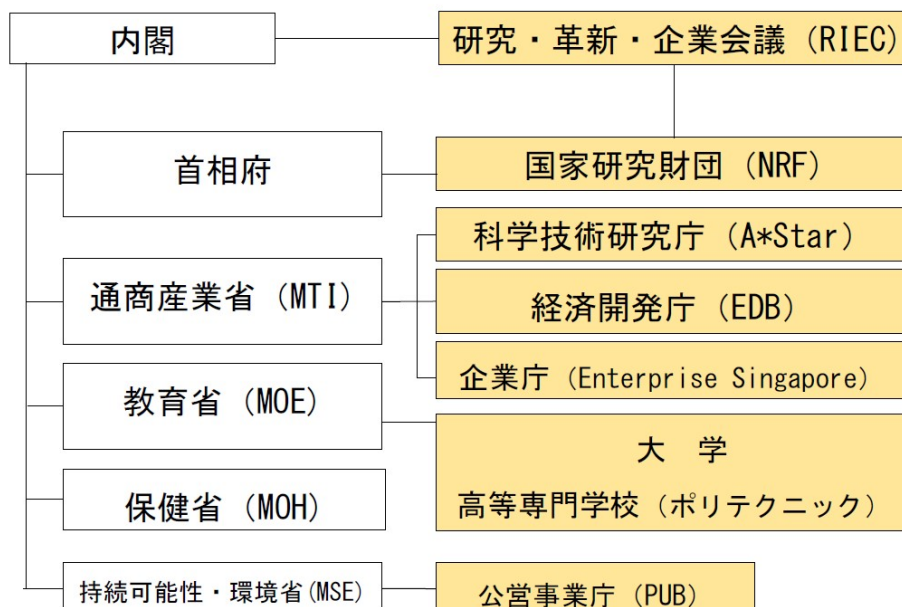 内閣
研究・革新・企業会議 (RIEC)
首相府
国家研究財団 (NRF)
科学技術研究庁 (A*Star)
通商産業省 (MTI)
経済開発庁 (EDB)
企業庁 (Enterprise Singapore)
教育省 (MOE)
大 学
高等専門学校 (ポリテクニック)
保健省 (MOH)
持続可能性・環境省(MSE)
公営事業庁 (PUB)